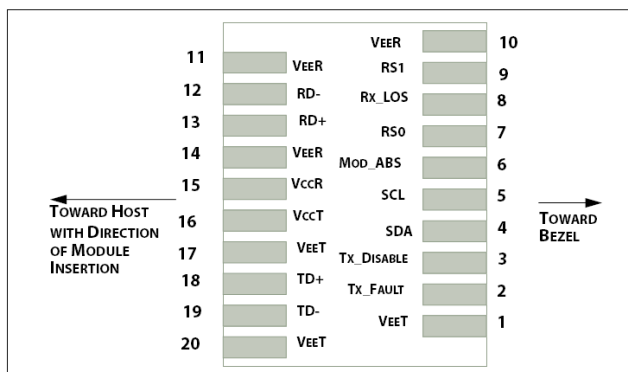 11 VEER
12 RD-
13 RD+
14 VEER
15 VCCR
16 VCCT
17 VEET
18 TD+
19 TD-
20 VEET
TOWARD HOST
WITH DIRECTION
OF MODULE
INSERTION
VEER 10
RS1 9
RX_LOS 8
RS0 7
MOD_ABS 6
SCL 5
SDA 4
TX_DISABLE 3
TX_FAULT 2
VEET 1
TOWARD
BEZEL